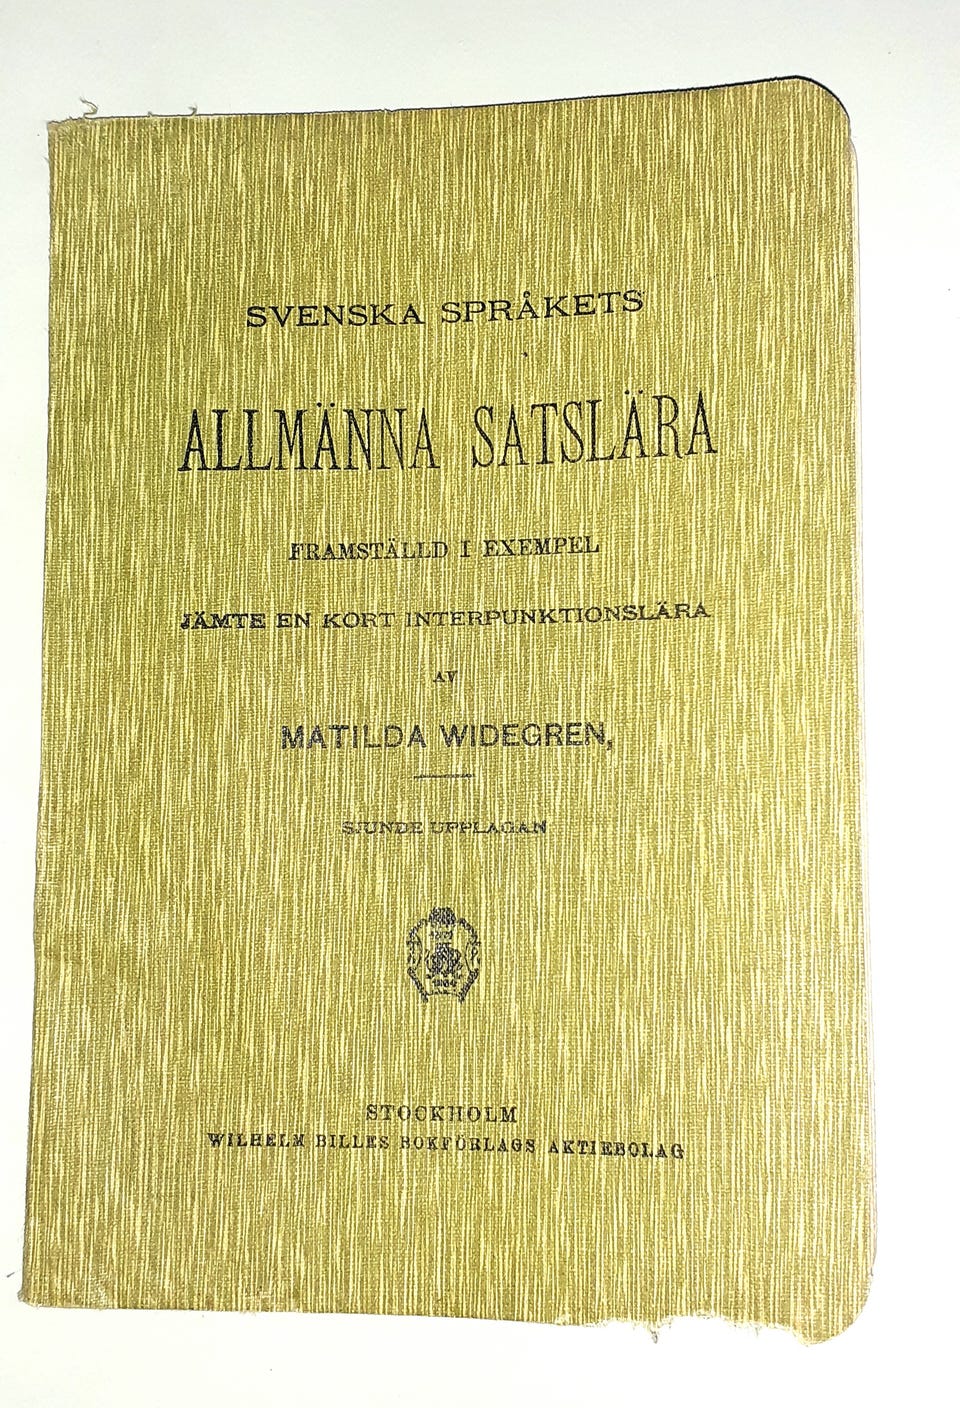 SVENSKA SPRÅKETS
ALLMÄNNA SATSLÄRA
FRAMSTÄLLD I EXEMPEL
JÄMTE EN KORT INTERPUNKTIONSLÄRA
AV
MATILDA WIDEGREN,
SJUNDE UPPLAGAN
STOCKHOLM
WILHELM BILLES BOKFÖRLAGS AKTIEBOLAG